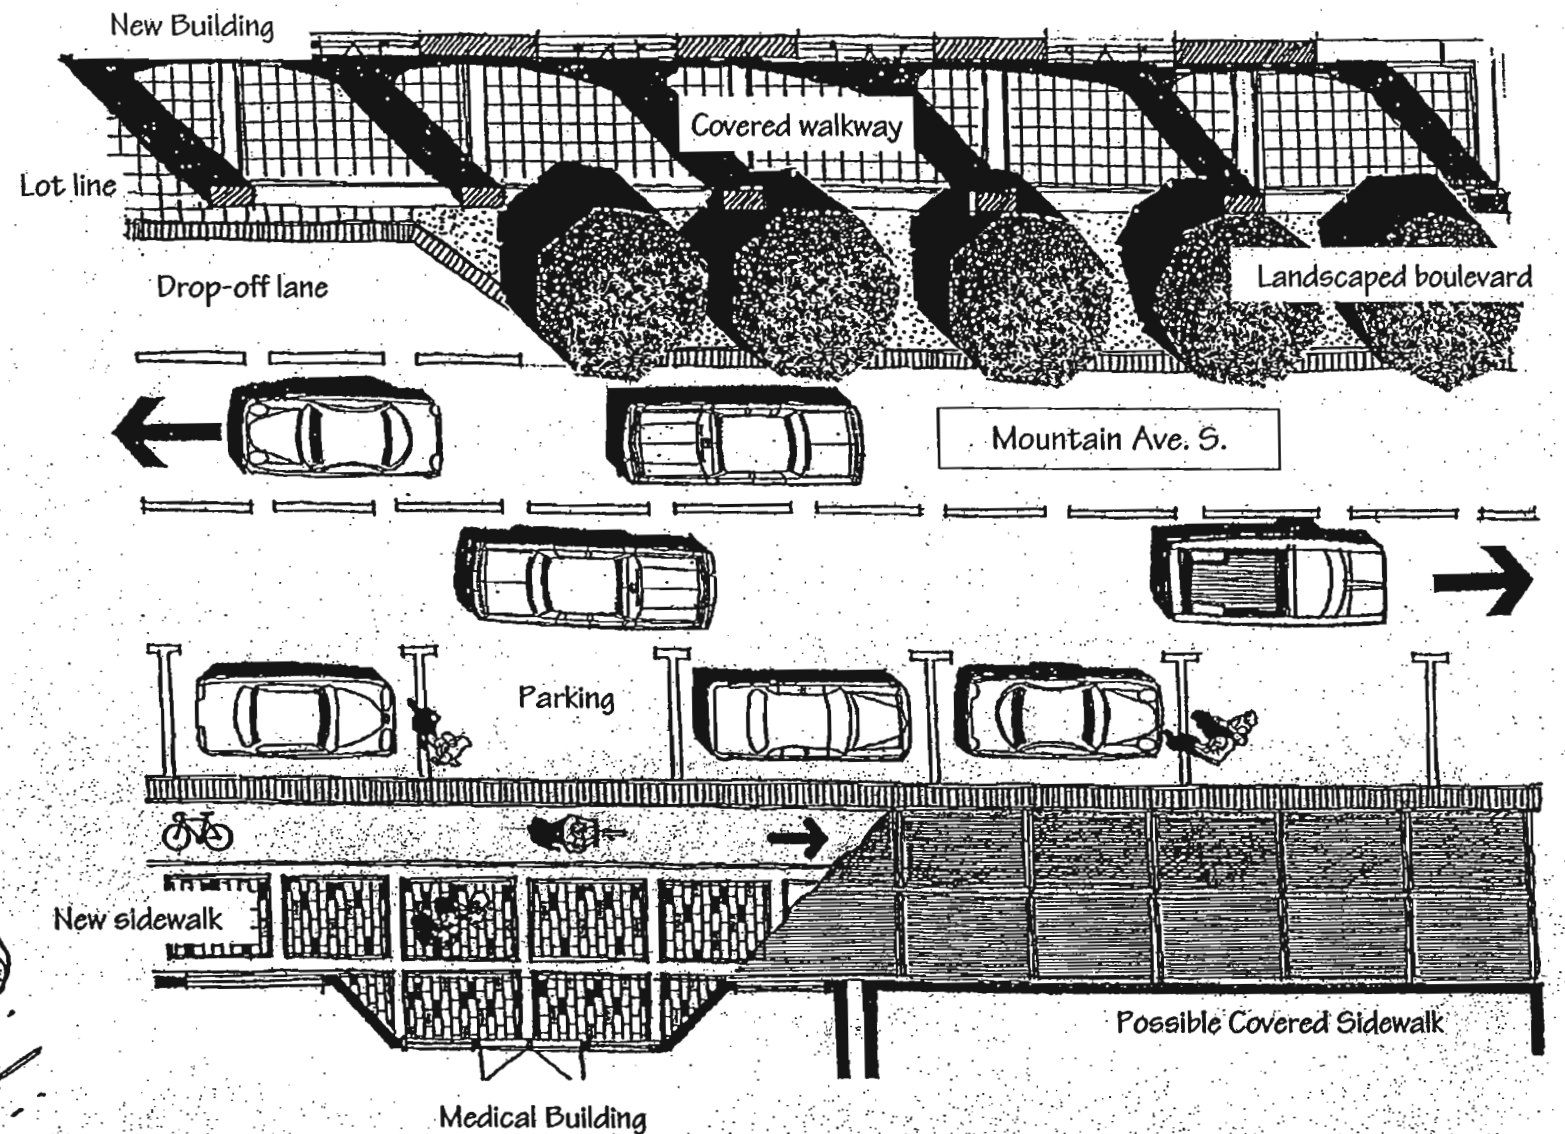 New Building
Covered walkway
Lot line
Landscaped boulevard
Drop-off lane
Mountain Ave. S.
Parking
New sidewalk
Possible Covered Sidewalk
Medical Building